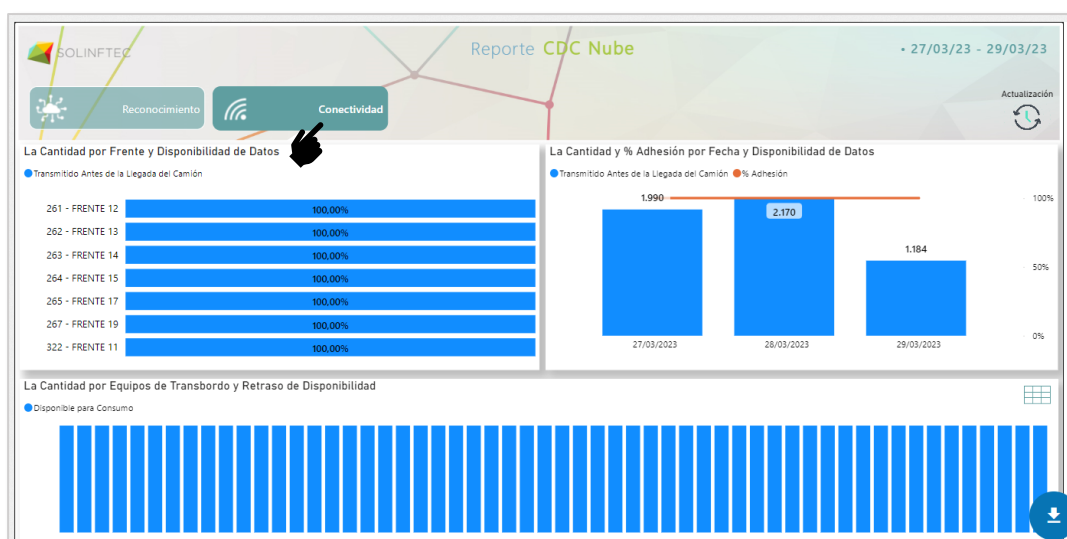 SOLINFTEC
Reporte CDC Nube
• 27/03/23 - 29/03/23
Reconocimiento
Conectividad
Actualización
La Cantidad por Frente y Disponibilidad de Datos
Transmitido Antes de la Llegada del Camión
261 - FRENTE 12
100,00%
262 - FRENTE 13
100,00%
263 - FRENTE 14
100,00%
264 - FRENTE 15
100,00%
265 - FRENTE 17
100,00%
267 - FRENTE 19
100,00%
322 - FRENTE 11
100,00%
La Cantidad y % Adhesión por Fecha y Disponibilidad de Datos
Transmitido Antes de la Llegada del Camión
% Adhesión
1.990
2.170
1.184
100%
50%
0%
27/03/2023
28/03/2023
29/03/2023
La Cantidad por Equipos de Transbordo y Retraso de Disponibilidad
Disponible para Consumo